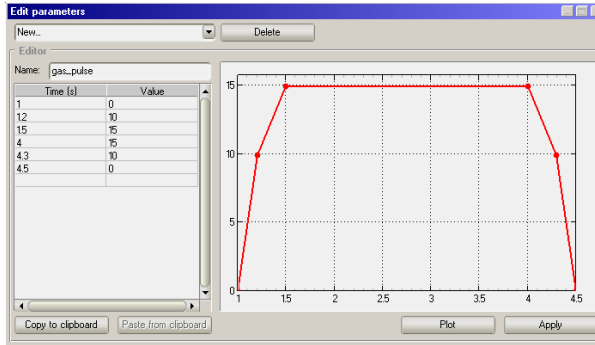 Edit parameters
New...
Delete
Editor
Name: gas_pulse
Time (s) Value
1 0
1.2 10
1.5 15
4 15
4.3 10
4.5 0
15
10
5
0
1 1.5 2 2.5 3 3.5 4 4.5
Copy to clipboard Paste from clipboard Plot Apply